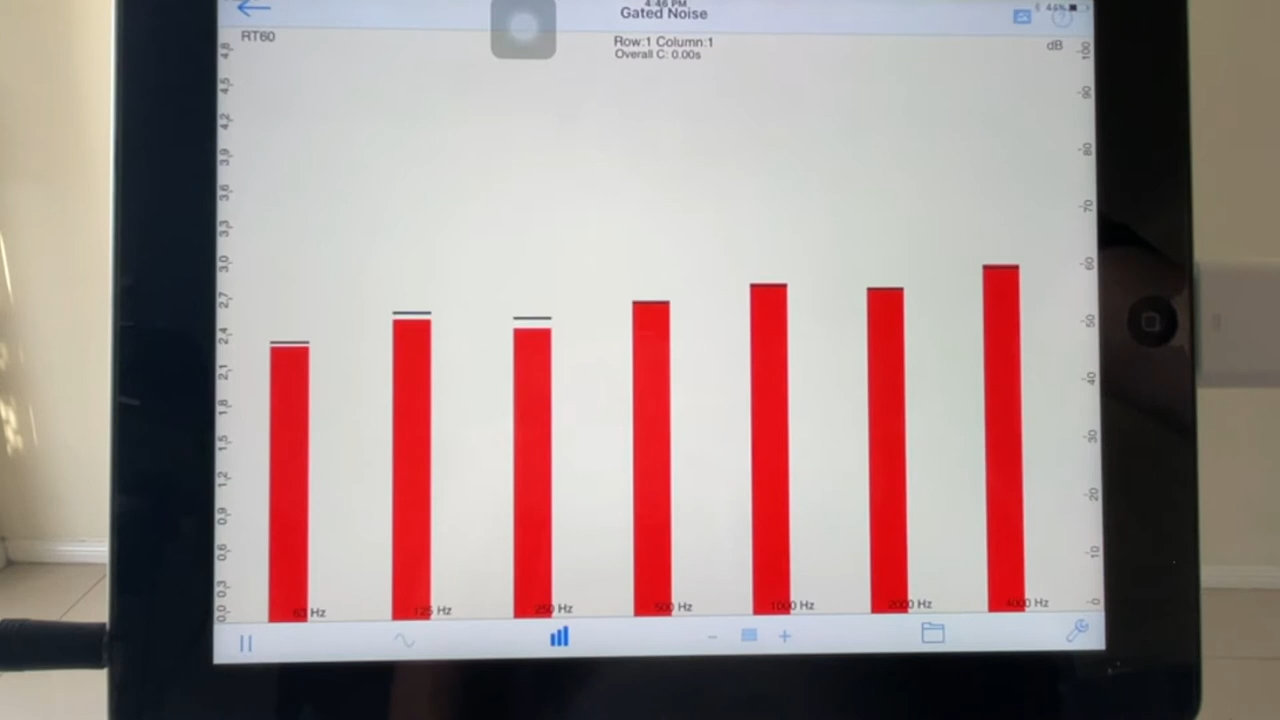 4:46 PM
44%
Gated Noise
?
RT60
Row:1 Column:1
Overall C: 0.00s
dB
4,8
4,5
4,2
3,9
3,6
3,3
3,0
2,7
2,4
2,1
1,8
1,5
1,2
0,9
0,6
0,3
0,0
100
90
80
70
60
50
40
30
20
10
0
63 Hz
125 Hz
250 Hz
500 Hz
1000 Hz
2000 Hz
4000 Hz
− +